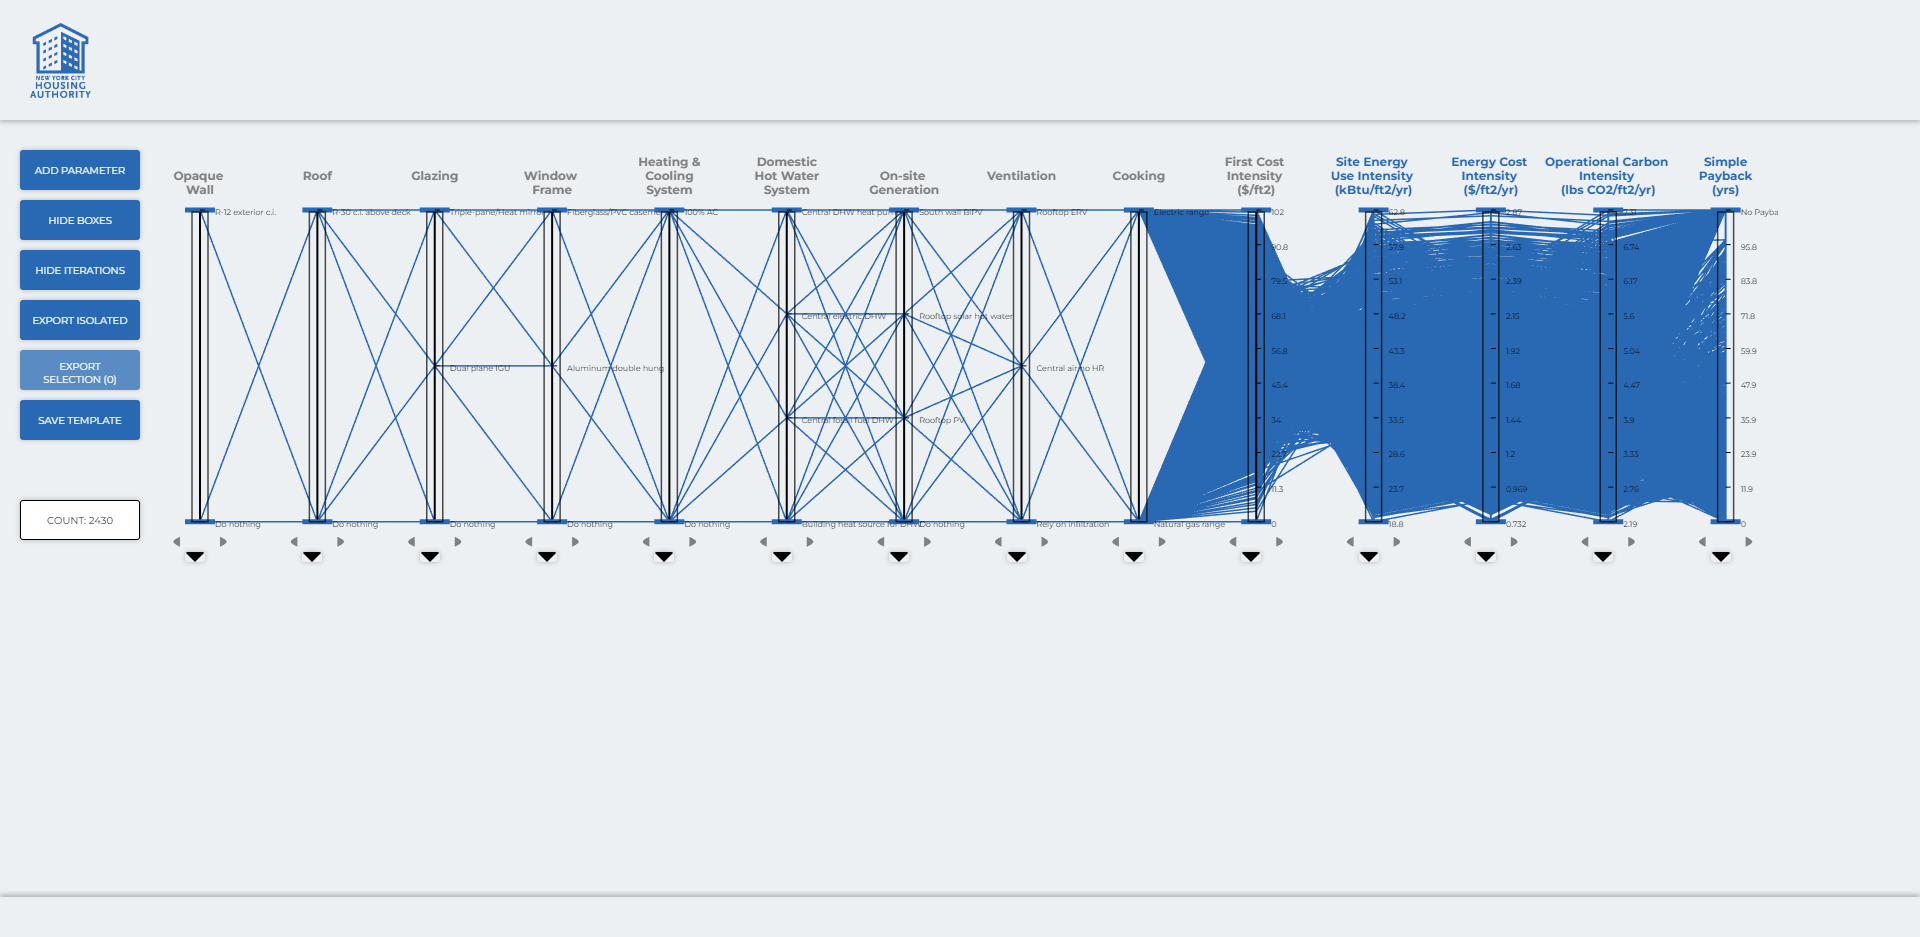 NEW YORK CITY
HOUSING
AUTHORITY
ADD PARAMETER
HIDE BOXES
HIDE ITERATIONS
EXPORT ISOLATED
EXPORT
SELECTION (0)
SAVE TEMPLATE
COUNT: 2430
Opaque
Wall
R-12 exterior c.i.
Do nothing
Roof
R-30 c.i. above deck
Do nothing
Glazing
Triple-pane/Heat mirror
Dual plane IGU
Do nothing
Window
Frame
Fiberglass/PVC
Aluminum double hung
Do nothing
Heating &
Cooling
System
100% AC
Do nothing
Domestic
Hot Water
System
Central DHW heat
Central electric DHW
Central fossil fuel DHW
Building heat source for DHW
On-site
Generation
South wall BIPV
Rooftop solar hot water
Rooftop PV
Do nothing
Ventilation
Rooftop ERV
Central air no HR
Rely on infiltration
Cooking
Electric range
Natural gas range
First Cost
Intensity
($/ft2)
102
90.8
79.5
68.1
56.8
45.4
34
22.7
11.3
0
Site Energy
Use Intensity
(kBtu/ft2/yr)
62.8
57.9
53.1
48.2
43.3
38.4
33.5
28.6
23.7
18.8
Energy Cost
Intensity
($/ft2/yr)
2.87
2.63
2.39
2.15
1.92
1.68
1.44
1.2
0.969
0.732
Operational Carbon
Intensity
(lbs CO2/ft2/yr)
6.74
6.17
5.6
5.04
4.47
3.9
3.33
2.76
2.19
Simple
Payback
(yrs)
No Payba
95.8
83.8
71.8
59.9
47.9
35.9
23.9
11.9
0